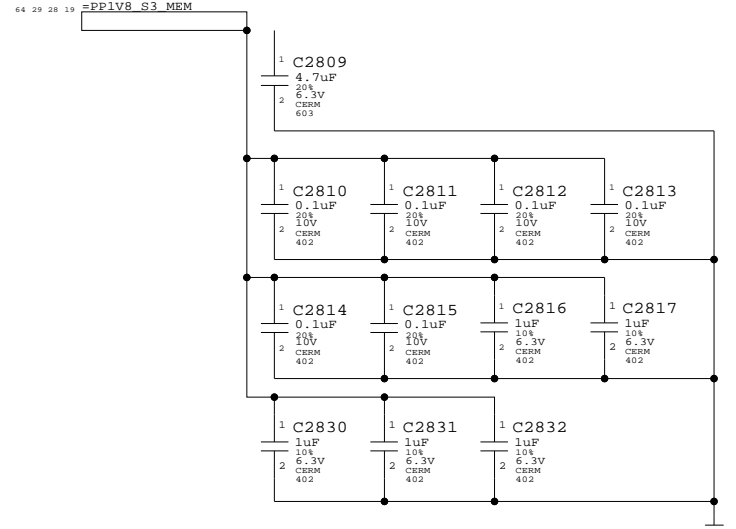 64 29 28 19 =PP1V8_S3_MEM
1 C2809
4.7uF
20%
2 6.3V
CERM
603
1 C2810
0.1uF
20%
2 10V
CERM
402
1 C2811
0.1uF
20%
2 10V
CERM
402
1 C2812
0.1uF
20%
2 10V
CERM
402
1 C2813
0.1uF
20%
2 10V
CERM
402
1 C2814
0.1uF
20%
2 10V
CERM
402
1 C2815
0.1uF
20%
2 10V
CERM
402
1 C2816
1uF
10%
2 6.3V
CERM
402
1 C2817
1uF
10%
2 6.3V
CERM
402
1 C2830
1uF
10%
2 6.3V
CERM
402
1 C2831
1uF
10%
2 6.3V
CERM
402
1 C2832
1uF
10%
2 6.3V
CERM
402